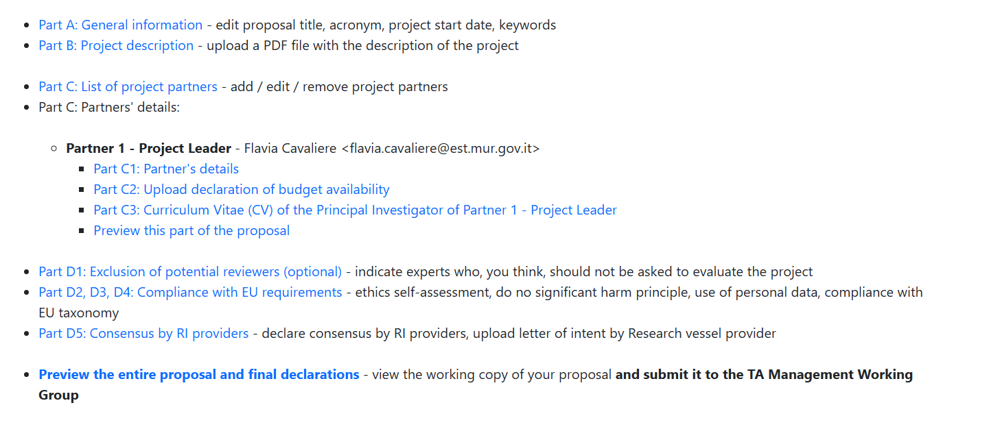 Part A: General information - edit proposal title, acronym, project start date, keywords
Part B: Project description - upload a PDF file with the description of the project
Part C: List of project partners - add / edit / remove project partners
Part C: Partners' details:
Partner 1 - Project Leader - Flavia Cavaliere <flavia.cavaliere@est.mur.gov.it>
Part C1: Partner's details
Part C2: Upload declaration of budget availability
Part C3: Curriculum Vitae (CV) of the Principal Investigator of Partner 1 - Project Leader
Preview this part of the proposal
Part D1: Exclusion of potential reviewers (optional) - indicate experts who, you think, should not be asked to evaluate the project
Part D2, D3, D4: Compliance with EU requirements - ethics self-assessment, do no significant harm principle, use of personal data, compliance with
EU taxonomy
Part D5: Consensus by RI providers - declare consensus by RI providers, upload letter of intent by Research vessel provider
Preview the entire proposal and final declarations - view the working copy of your proposal and submit it to the TA Management Working
Group